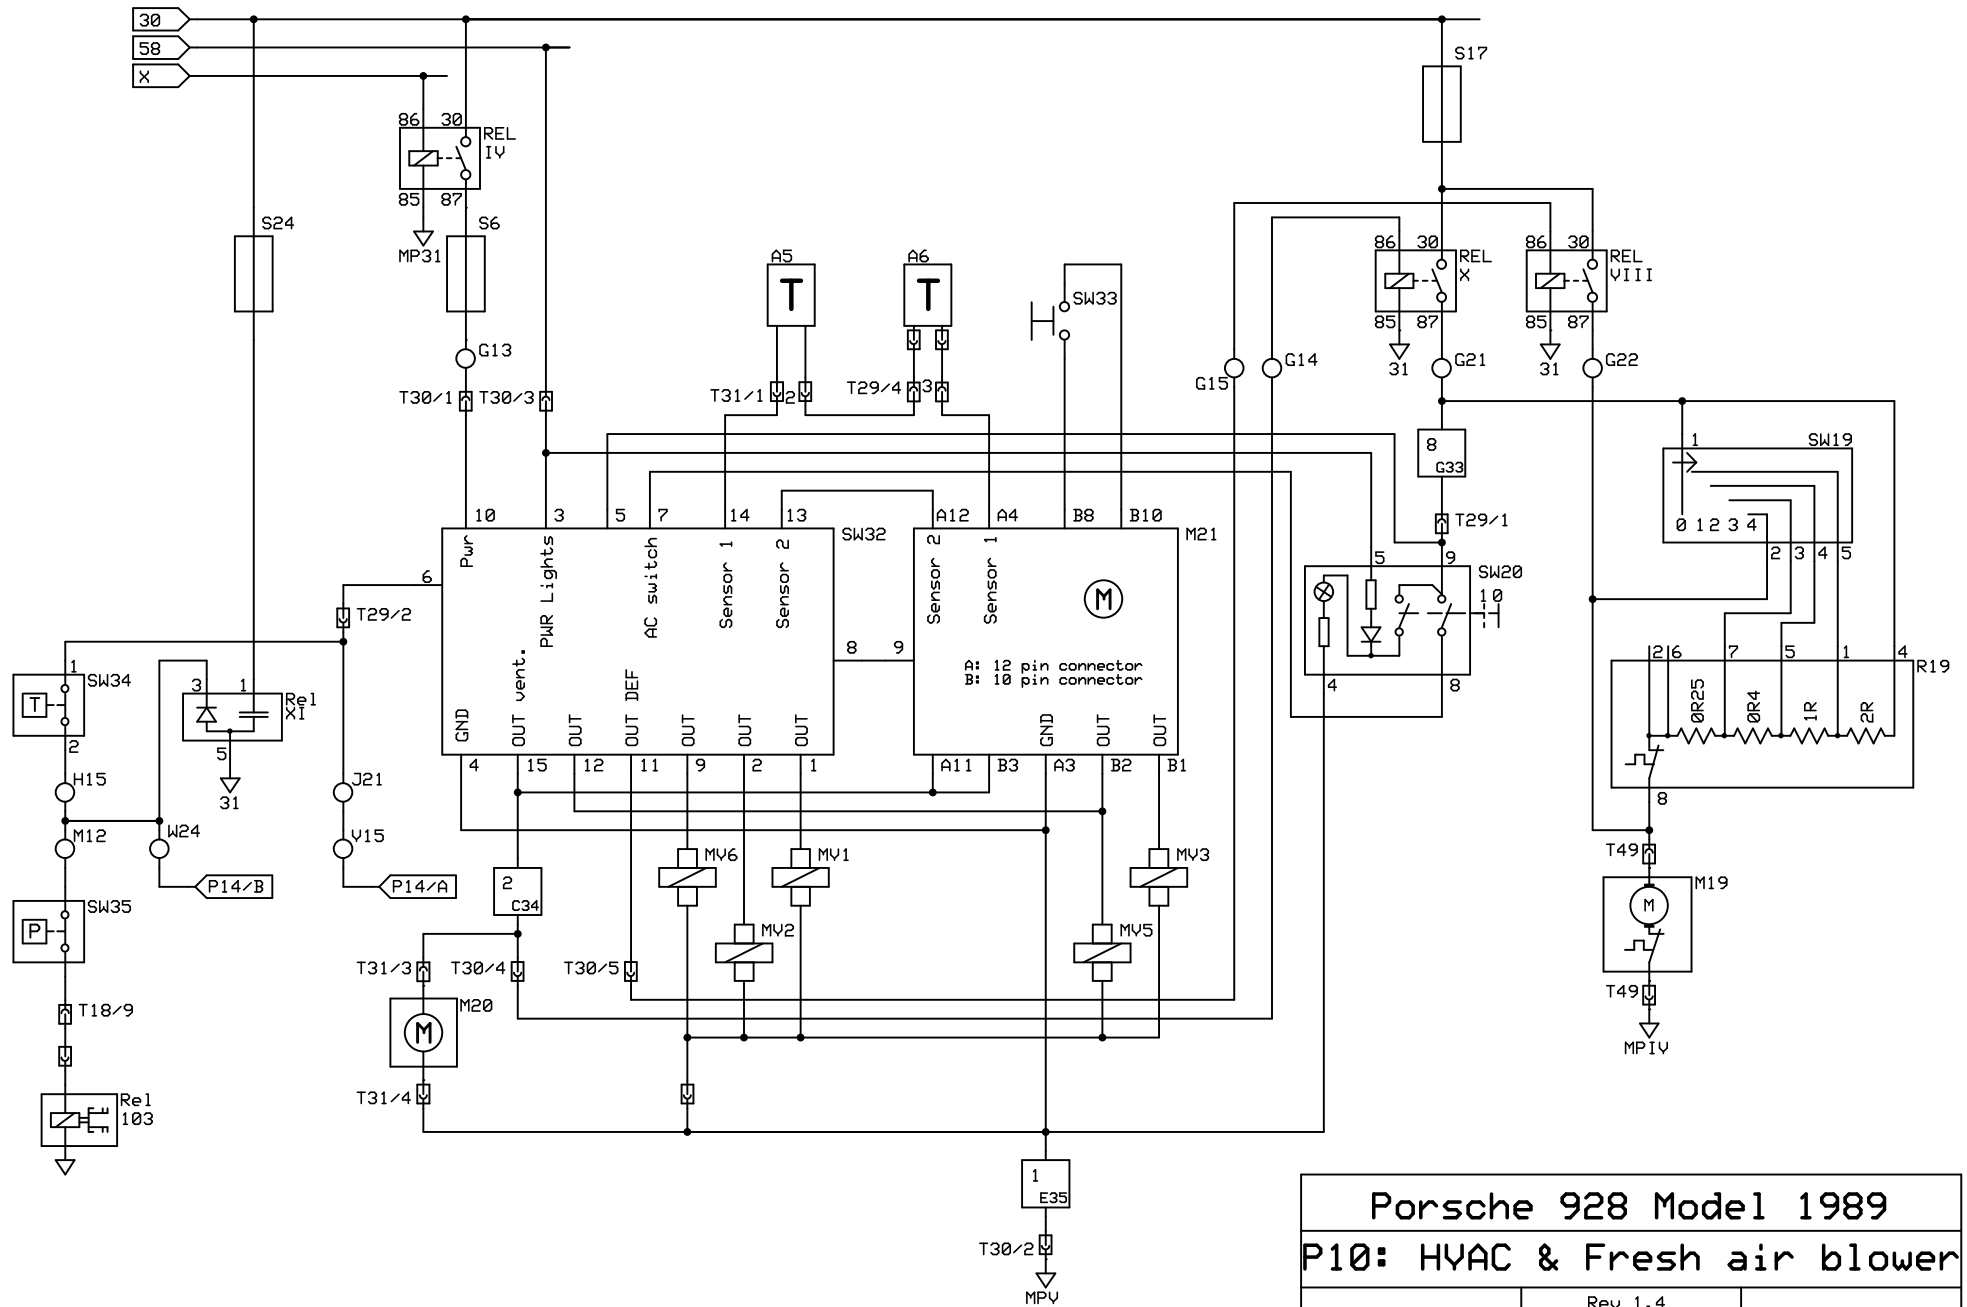 30
58
X
S17
86 30
REL
IV
85 87
MP31
S24
S6
A5
T
A6
T
SW33
86 30
REL
X
85 87
31
86 30
REL
VIII
85 87
31
G13
G15
G14
G21
G22
T30/1
T30/3
T31/1
2
T29/4
3
8
G33
T29/1
1
SW19
0 1 2 3 4
2 3 4 5
10
3
5
7
14
13
SW32
A12
A4
B8
B10
M21
Pwr
PWR Lights
AC switch
Sensor 1
Sensor 2
Sensor 2
Sensor 1
M
6
T29/2
8
9
A: 12 pin connector
B: 10 pin connector
5
9
SW20
10
4
8
1
SW34
T
2
3
1
Rel
XI
5
31
GND
OUT vent.
OUT
OUT DEF
OUT
OUT
OUT
GND
OUT
OUT
4
15
12
11
9
2
1
A11
B3
A3
B2
B1
2 6
7
5
1
4
R19
0R25
0R4
1R
2R
8
H15
J21
M12
W24
V15
P14/B
P14/A
SW35
P
2
C34
MV6
MV1
MV3
MV2
MV5
T49
M19
M
T49
MPIV
T31/3
T30/4
T30/5
M20
M
T31/4
T18/9
Rel
103
1
E35
T30/2
MPV
Porsche 928 Model 1989
P10: HVAC & Fresh air blower
Rev 1.4